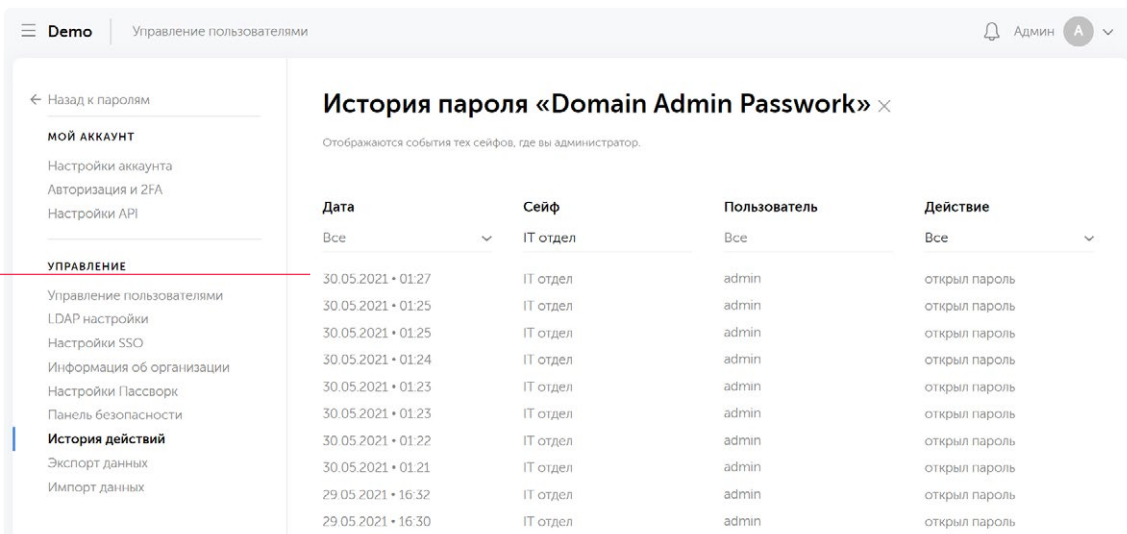 Demo Управление пользователями Админ A
← Назад к паролям
МОЙ АККАУНТ
Настройки аккаунта
Авторизация и 2FA
Настройки API
УПРАВЛЕНИЕ
Управление пользователями
LDAP настройки
Настройки SSO
Информация об организации
Настройки Пассворк
Панель безопасности
История действий
Экспорт данных
Импорт данных
История пароля «Domain Admin Passwork» ×
Отображаются события тех сейфов, где вы администратор.
Дата Сейф Пользователь Действие
Все IT отдел Все Все
30.05.2021 • 01:27 IT отдел admin открыл пароль
30.05.2021 • 01:25 IT отдел admin открыл пароль
30.05.2021 • 01:25 IT отдел admin открыл пароль
30.05.2021 • 01:24 IT отдел admin открыл пароль
30.05.2021 • 01:23 IT отдел admin открыл пароль
30.05.2021 • 01:23 IT отдел admin открыл пароль
30.05.2021 • 01:22 IT отдел admin открыл пароль
30.05.2021 • 01:21 IT отдел admin открыл пароль
29.05.2021 • 16:32 IT отдел admin открыл пароль
29.05.2021 • 16:30 IT отдел admin открыл пароль